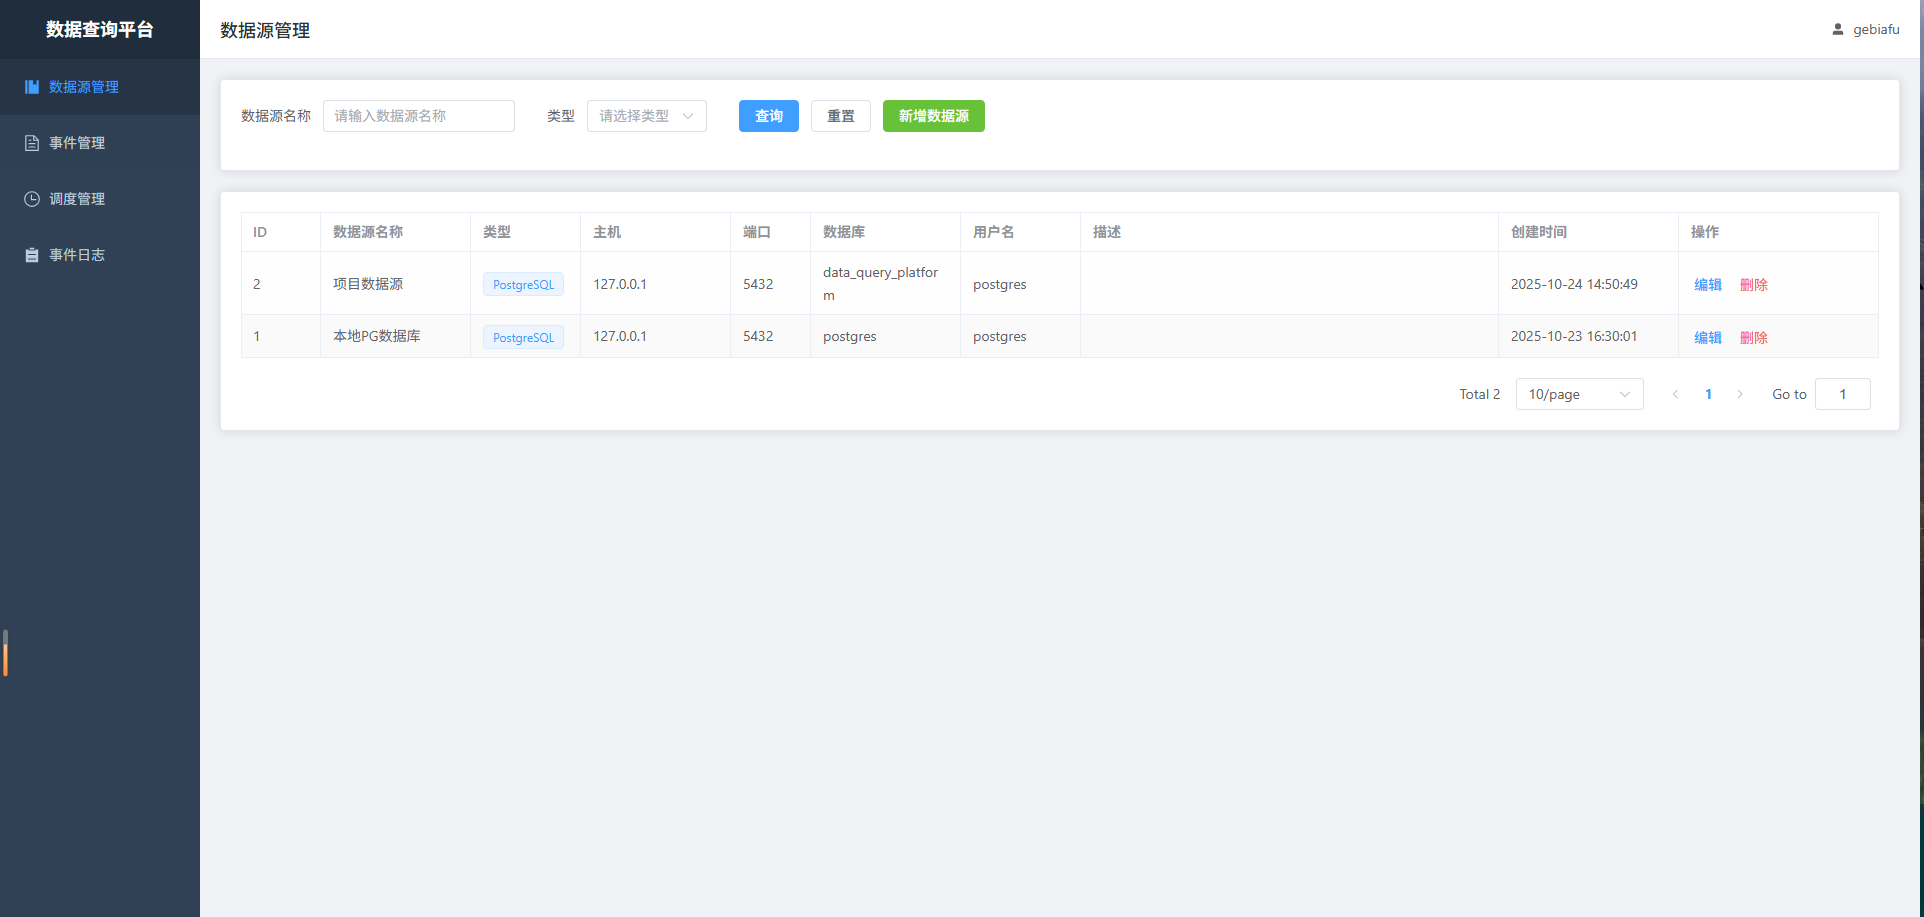 数据查询平台
数据源管理
事件管理
调度管理
事件日志
数据源管理
gebiafu
数据源名称 请输入数据源名称 类型 请选择类型 查询 重置 新增数据源
ID 数据源名称 类型 主机 端口 数据库 用户名 描述 创建时间 操作
2 项目数据源 PostgreSQL 127.0.0.1 5432 data_query_platfor postgres 2025-10-24 14:50:49 编辑 删除
m
1 本地PG数据库 PostgreSQL 127.0.0.1 5432 postgres postgres 2025-10-23 16:30:01 编辑 删除
Total 2 10/page 1 Go to 1